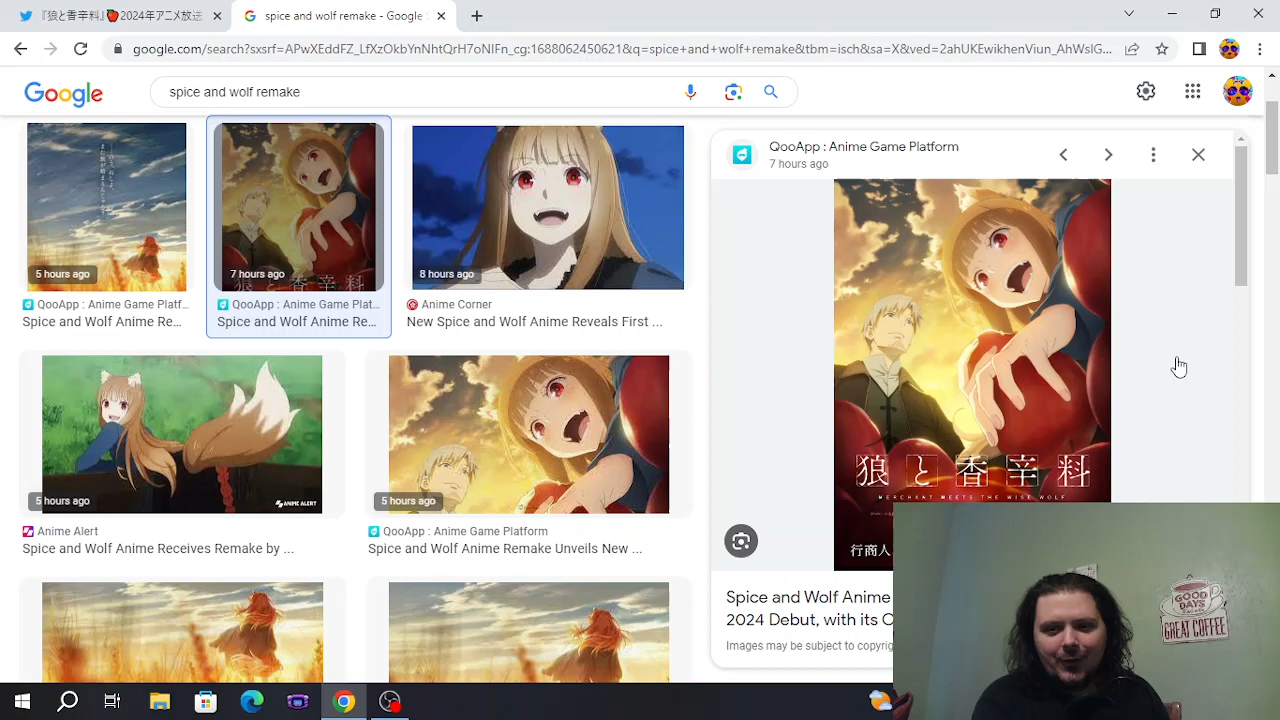 『狼と香辛料』🍎2024年アニメ放送
spice and wolf remake - Google S
google.com/search?sxsrf=APwXEddFZ_LfXzOkbYnNhtQrH7oNIFn_cg:1688062450621&q=spice+and+wolf+remake&tbm=isch&sa=X&ved=2ahUKEwikhenViun_AhWsIG...
Google
spice and wolf remake
5 hours ago
QooApp : Anime Game Platf...
Spice and Wolf Anime Re...
7 hours ago
QooApp : Anime Game Plat...
Spice and Wolf Anime Re...
8 hours ago
Anime Corner
New Spice and Wolf Anime Reveals First ...
5 hours ago
ANIME ALERT
Anime Alert
Spice and Wolf Anime Receives Remake by ...
5 hours ago
QooApp : Anime Game Platform
Spice and Wolf Anime Remake Unveils New ...
QooApp : Anime Game Platform
7 hours ago
狼と香辛料
MERCHANT MEETS THE WISE WOLF
行商人
Spice and Wolf Anime
2024 Debut, with its O
Images may be subject to copyrig
GOOD
DAYS
START WITH
GREAT COFFEE